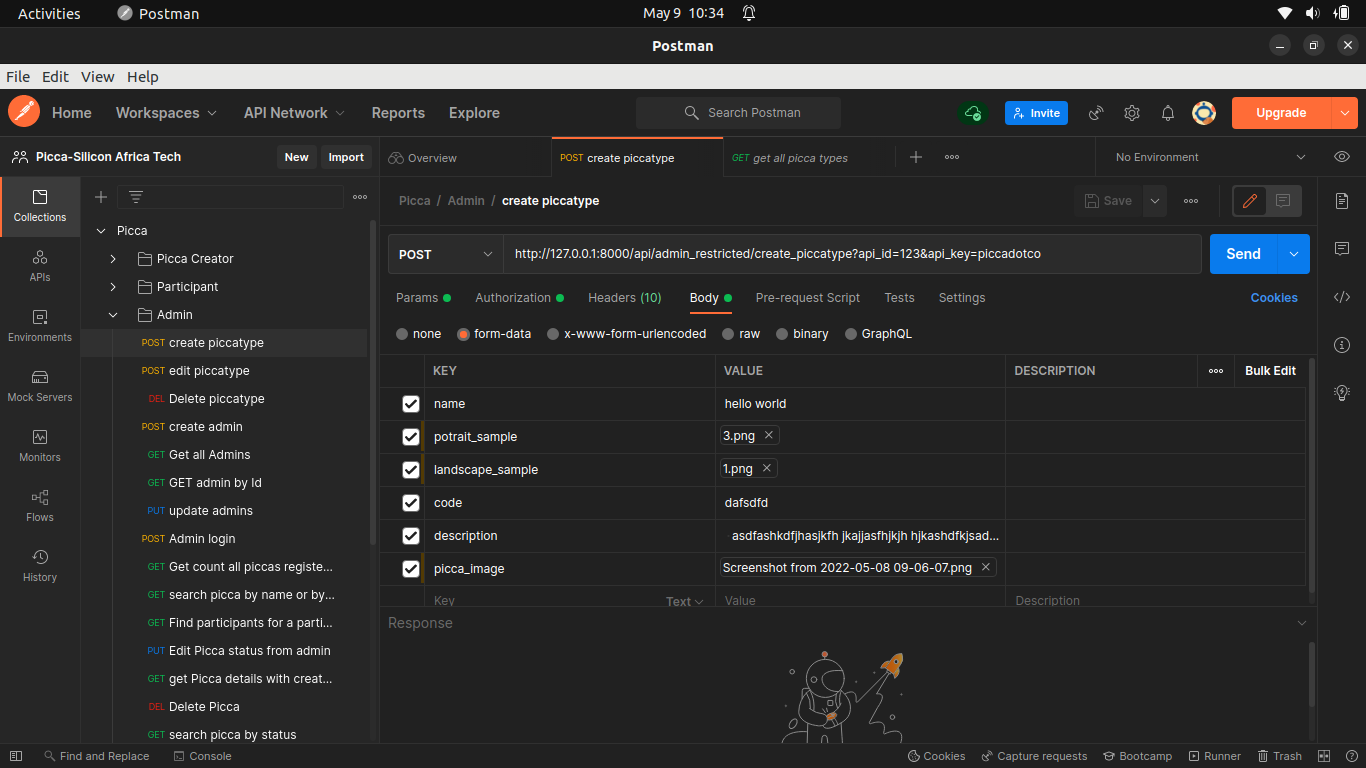 Activities Postman May 9 10:34
Postman
File Edit View Help
Home Workspaces API Network Reports Explore Search Postman Invite Upgrade
Picca-Silicon Africa Tech New Import Overview POST create piccatype GET get all picca types No Environment
Collections
APIs
Environments
Mock Servers
Monitors
Flows
History
Picca
Picca Creator
Participant
Admin
POST create piccatype
POST edit piccatype
DEL Delete piccatype
POST create admin
GET Get all Admins
GET GET admin by Id
PUT update admins
POST Admin login
GET Get count all piccas registe...
GET search picca by name or by...
GET Find participants for a parti...
PUT Edit Picca status from admin
GET get Picca details with creat...
DEL Delete Picca
GET search picca by status
Picca / Admin / create piccatype Save
POST http://127.0.0.1:8000/api/admin_restricted/create_piccatype?api_id=123&api_key=piccadotco Send
Params Authorization Headers (10) Body Pre-request Script Tests Settings Cookies
none form-data x-www-form-urlencoded raw binary GraphQL
KEY VALUE DESCRIPTION Bulk Edit
name hello world
potrait_sample 3.png
landscape_sample 1.png
code dafsdfd
description asdfashkdfjhasjkfh jkajjasfhjkjh hjkashdfkjsad...
picca_image Screenshot from 2022-05-08 09-06-07.png
Key Text Value Description
Response
Find and Replace Console Cookies Capture requests Bootcamp Runner Trash